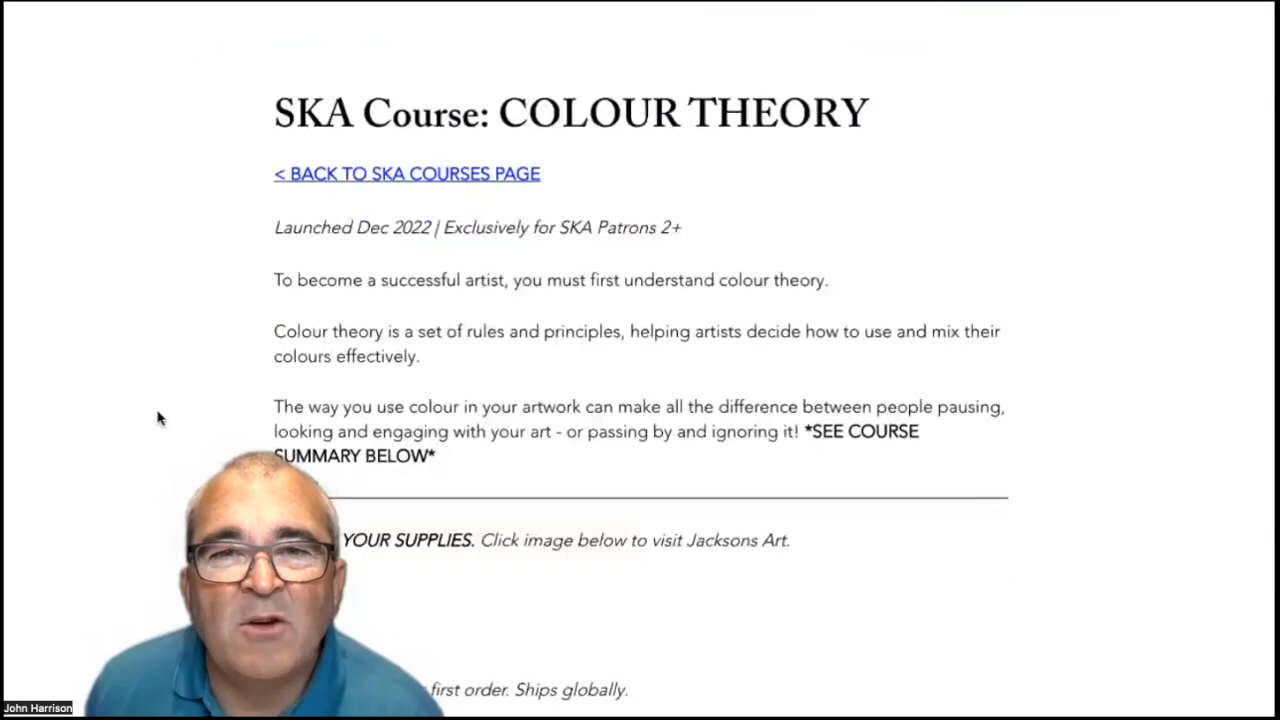 SKA Course: COLOUR THEORY
< BACK TO SKA COURSES PAGE
Launched Dec 2022 | Exclusively for SKA Patrons 2+
To become a successful artist, you must first understand colour theory.
Colour theory is a set of rules and principles, helping artists decide how to use and mix their
colours effectively.
The way you use colour in your artwork can make all the difference between people pausing,
looking and engaging with your art - or passing by and ignoring it! *SEE COURSE
SUMMARY BELOW*
YOUR SUPPLIES. Click image below to visit Jacksons Art.
first order. Ships globally.
John Harrison